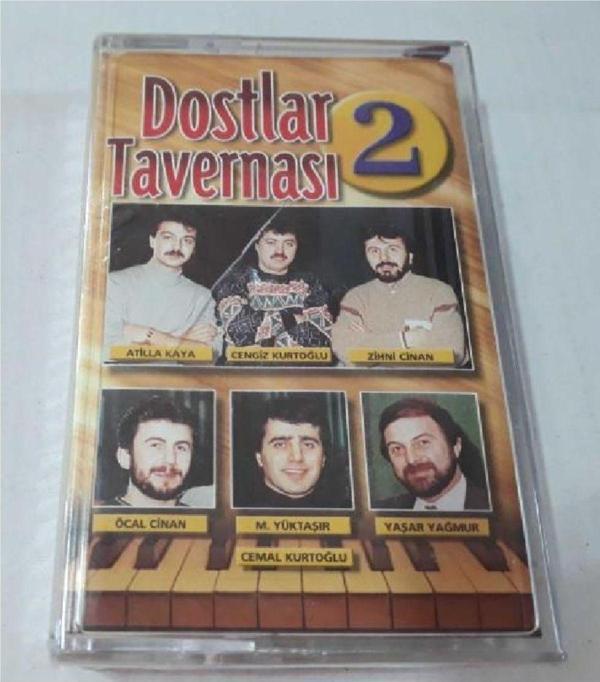 Dostlar
Tavernası
2
ATİLLA KAYA
CENGİZ KURTOĞLU
ZİHNİ CİNAN
ÖCAL CİNAN
M. YÜKTAŞIR
YAŞAR YAĞMUR
CEMAL KURTOĞLU